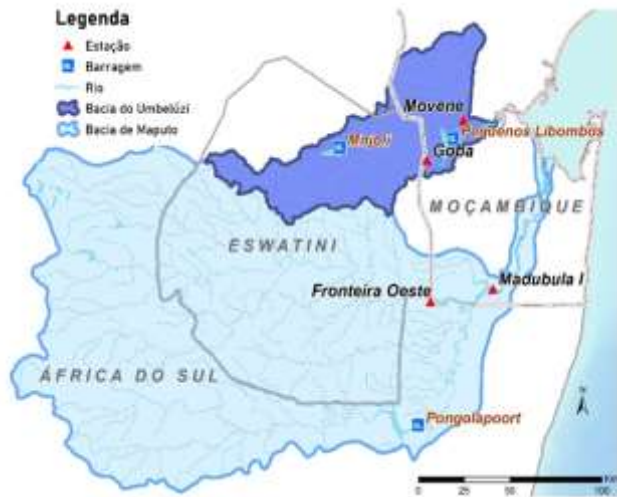 Legenda
Estação
Barragem
Rio
Bacia do Umbelúzi
Bacia de Maputo
Movene
Pequenos Libombos
Mnjoli
Goba
MOÇAMBIQUE
ESWATINI
Madubula I
Fronteira Oeste
ÁFRICA DO SUL
Pongolapoort
N
0 25 50 100